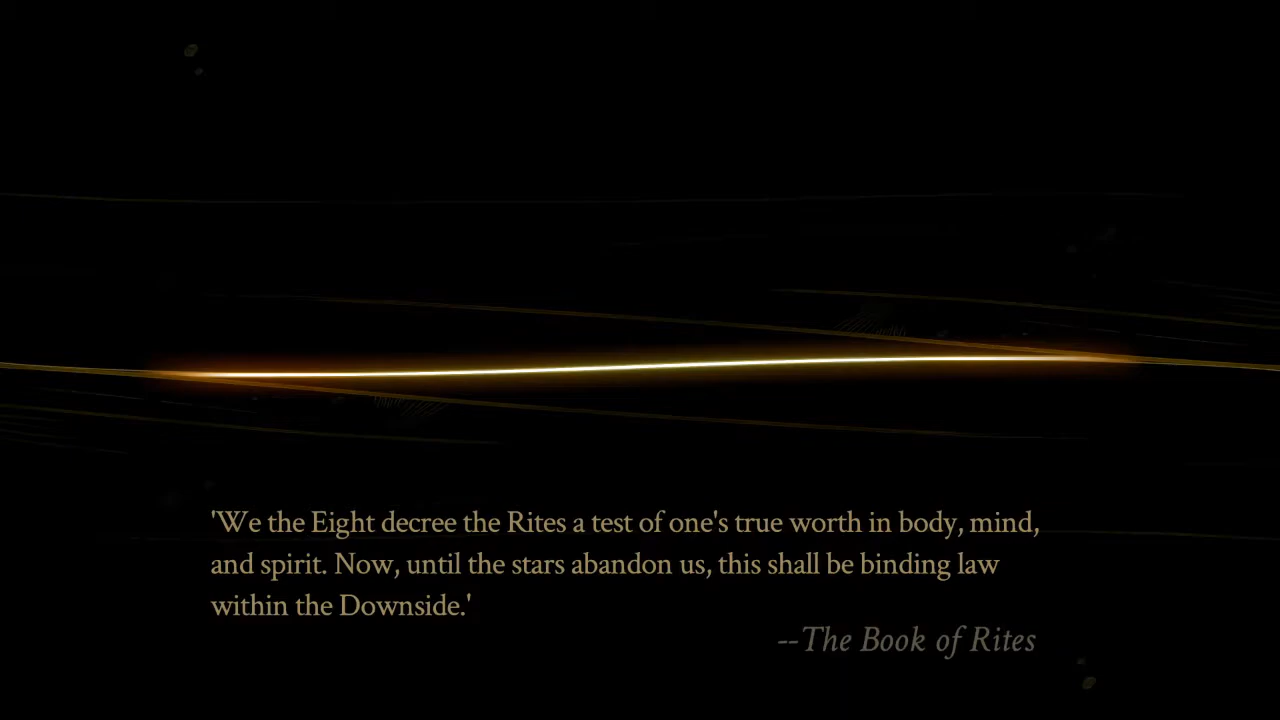 'We the Eight decree the Rites a test of one's true worth in body, mind,
and spirit. Now, until the stars abandon us, this shall be binding law
within the Downside.'
--The Book of Rites